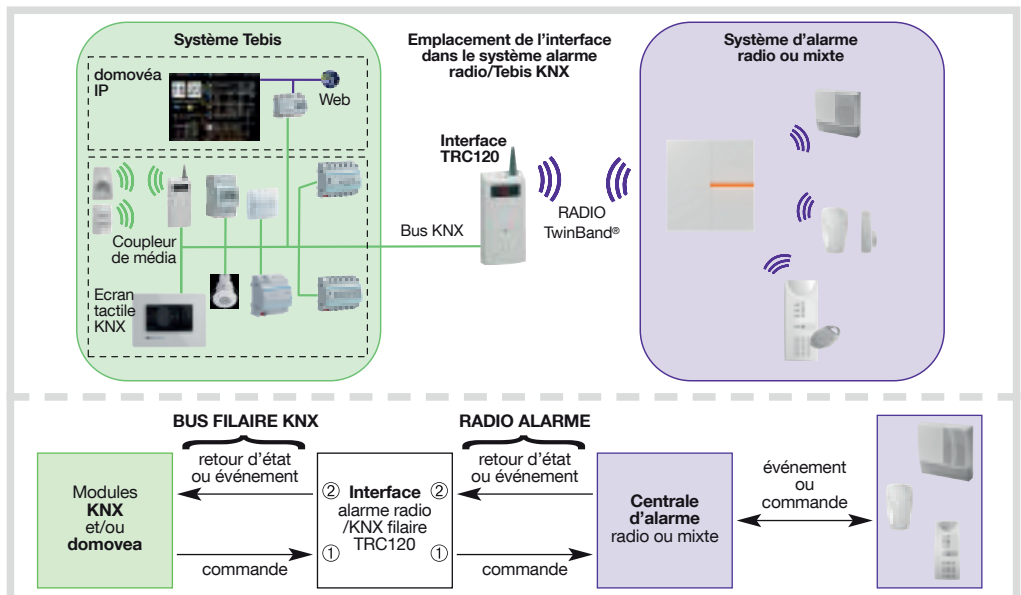 Système Tebis
Emplacement de l'interface
dans le système alarme
radio/Tebis KNX
Système d'alarme
radio ou mixte
domovéa
IP
Web
Interface
TRC120
Coupleur
de média
Bus KNX
RADIO
TwinBand®
Ecran
tactile
KNX
BUS FILAIRE KNX
RADIO ALARME
retour d'état
ou événement
retour d'état
ou événement
événement
ou
commande
Modules
KNX
et/ou
domovea
② Interface ②
alarme radio
/KNX filaire
TRC120
① ①
Centrale
d'alarme
radio ou mixte
commande
commande